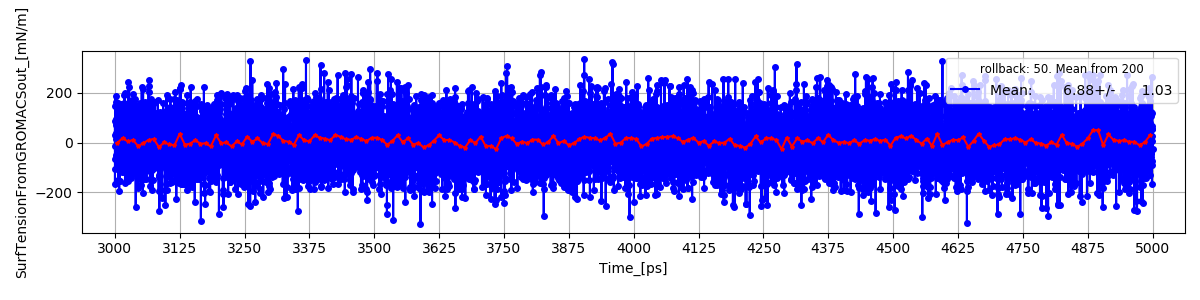 SurfTensionFromGROMACSout_[mN/m]
200
0
−200
rollback: 50. Mean from 200
Mean: 6.88+/- 1.03
3000 3125 3250 3375 3500 3625 3750 3875 4000 4125 4250 4375 4500 4625 4750 4875 5000
Time_[ps]